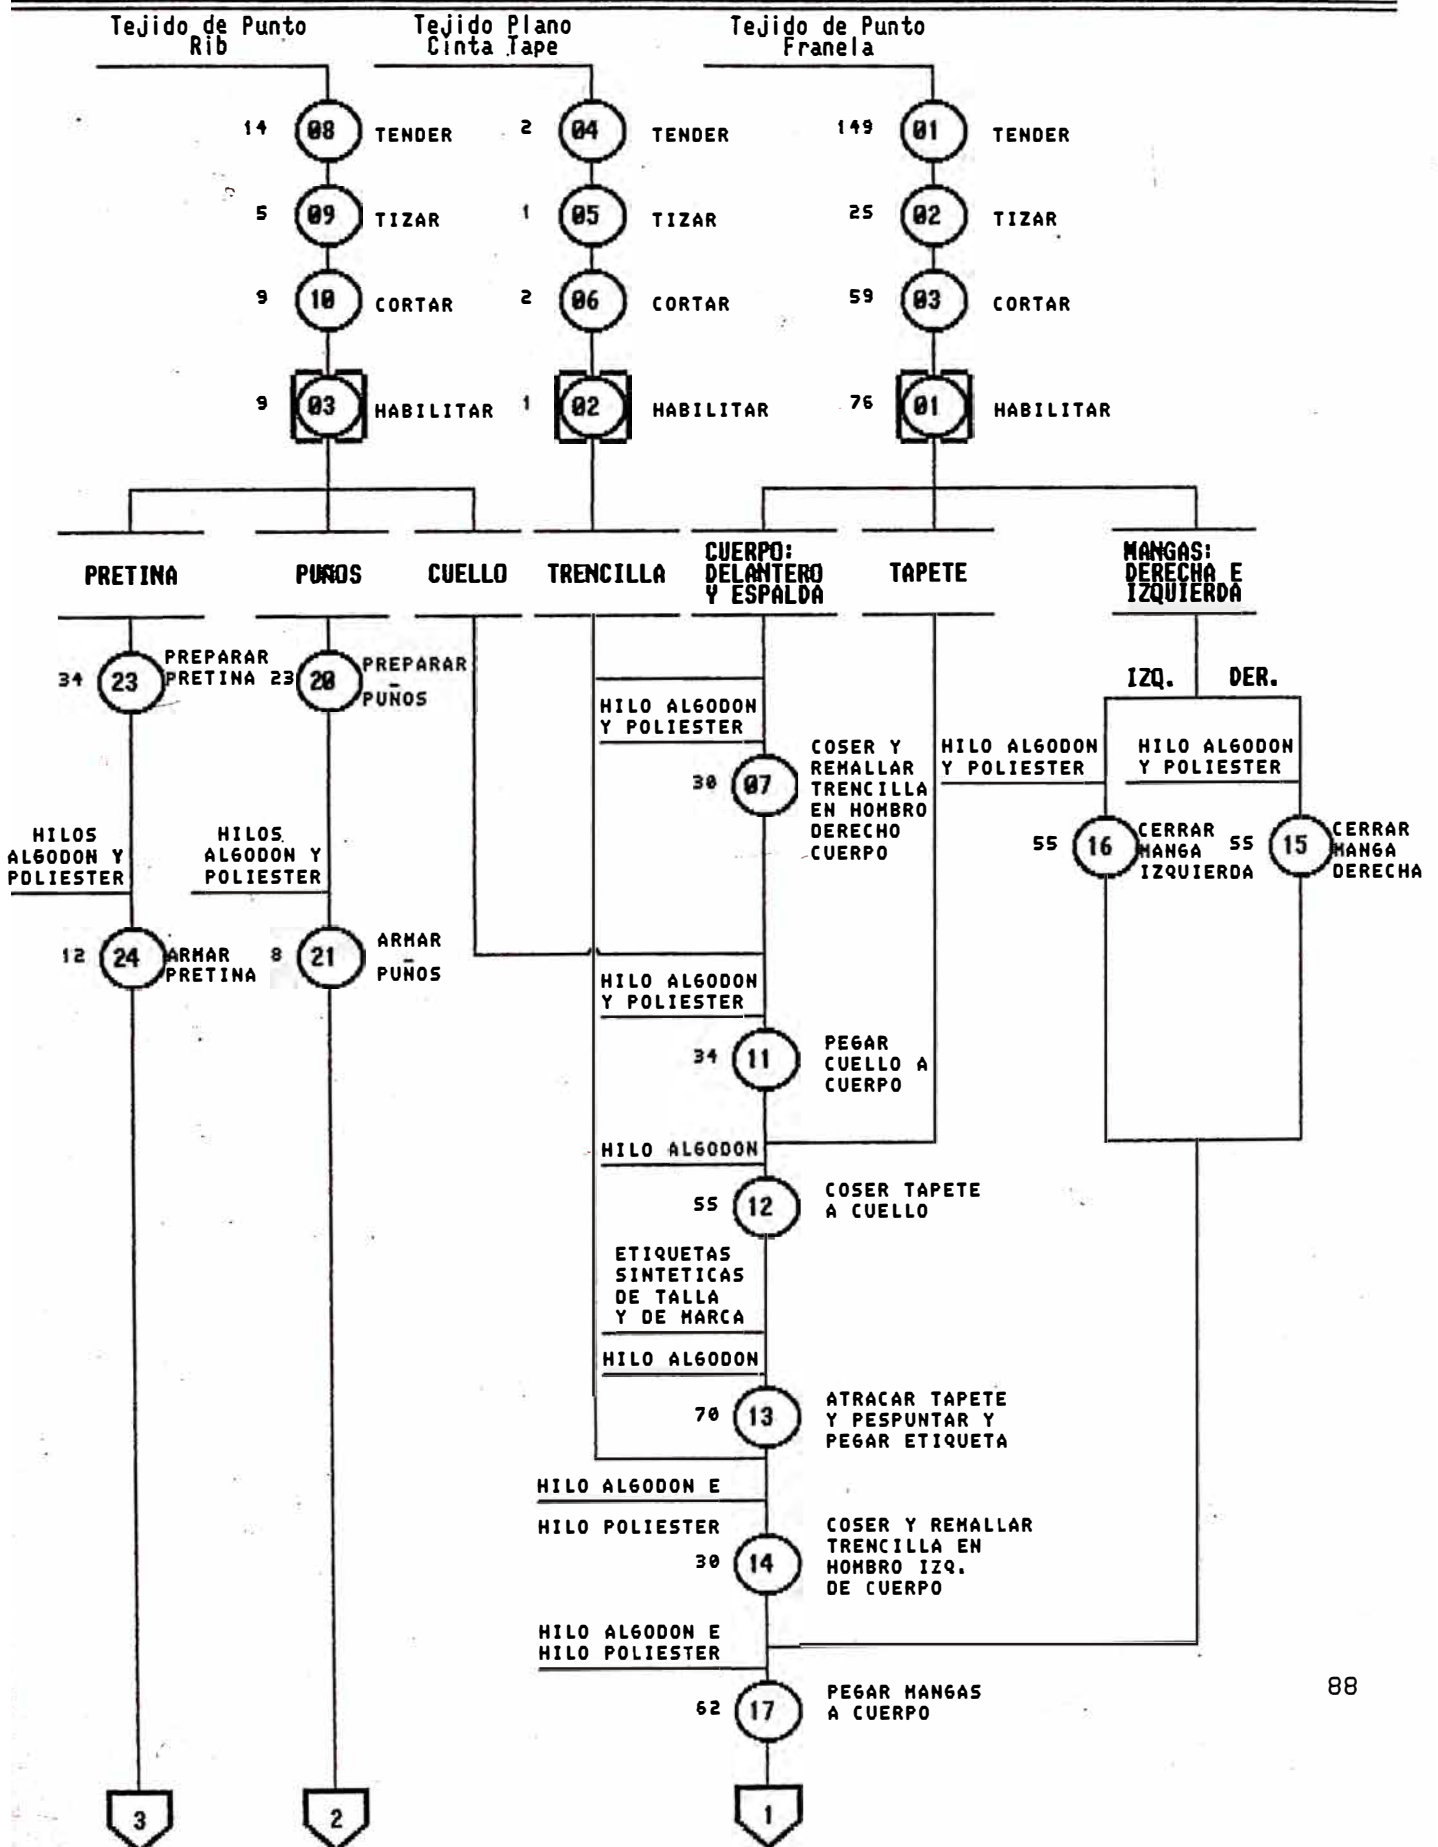 Tejido de Punto
Rib
Tejido Plano
Cinta Tape
Tejido de Punto
Franela
14 08 TENDER
2 04 TENDER
149 01 TENDER
5 09 TIZAR
1 05 TIZAR
25 02 TIZAR
9 10 CORTAR
2 06 CORTAR
59 03 CORTAR
9 03 HABILITAR
1 02 HABILITAR
76 01 HABILITAR
PRETINA
PUÑOS
CUELLO
TRENCILLA
CUERPO:
DELANTERO
Y ESPALDA
TAPETE
MANGAS:
DERECHA E
IZQUIERDA
34 23 PREPARAR
PRETINA
23 20 PREPARAR
PUÑOS
IZQ. DER.
HILO ALGODON
Y POLIESTER
30 07 COSER Y
REMALLAR
TRENCILLA
EN HOMBRO
DERECHO
CUERPO
HILO ALGODON
Y POLIESTER
HILO ALGODON
Y POLIESTER
55 16 CERRAR
MANGA
IZQUIERDA
55 15 CERRAR
MANGA
DERECHA
HILOS
ALGODON Y
POLIESTER
HILOS
ALGODON Y
POLIESTER
12 24 ARMAR
PRETINA
8 21 ARMAR
PUÑOS
HILO ALGODON
Y POLIESTER
34 11 PEGAR
CUELLO A
CUERPO
HILO ALGODON
55 12 COSER TAPETE
A CUELLO
ETIQUETAS
SINTETICAS
DE TALLA
Y DE MARCA
HILO ALGODON
70 13 ATRACAR TAPETE
Y PESPUNTAR Y
PEGAR ETIQUETA
HILO ALGODON E
HILO POLIESTER
30 14 COSER Y REMALLAR
TRENCILLA EN
HOMBRO IZQ.
DE CUERPO
HILO ALGODON E
HILO POLIESTER
62 17 PEGAR MANGAS
A CUERPO
88
3
2
1